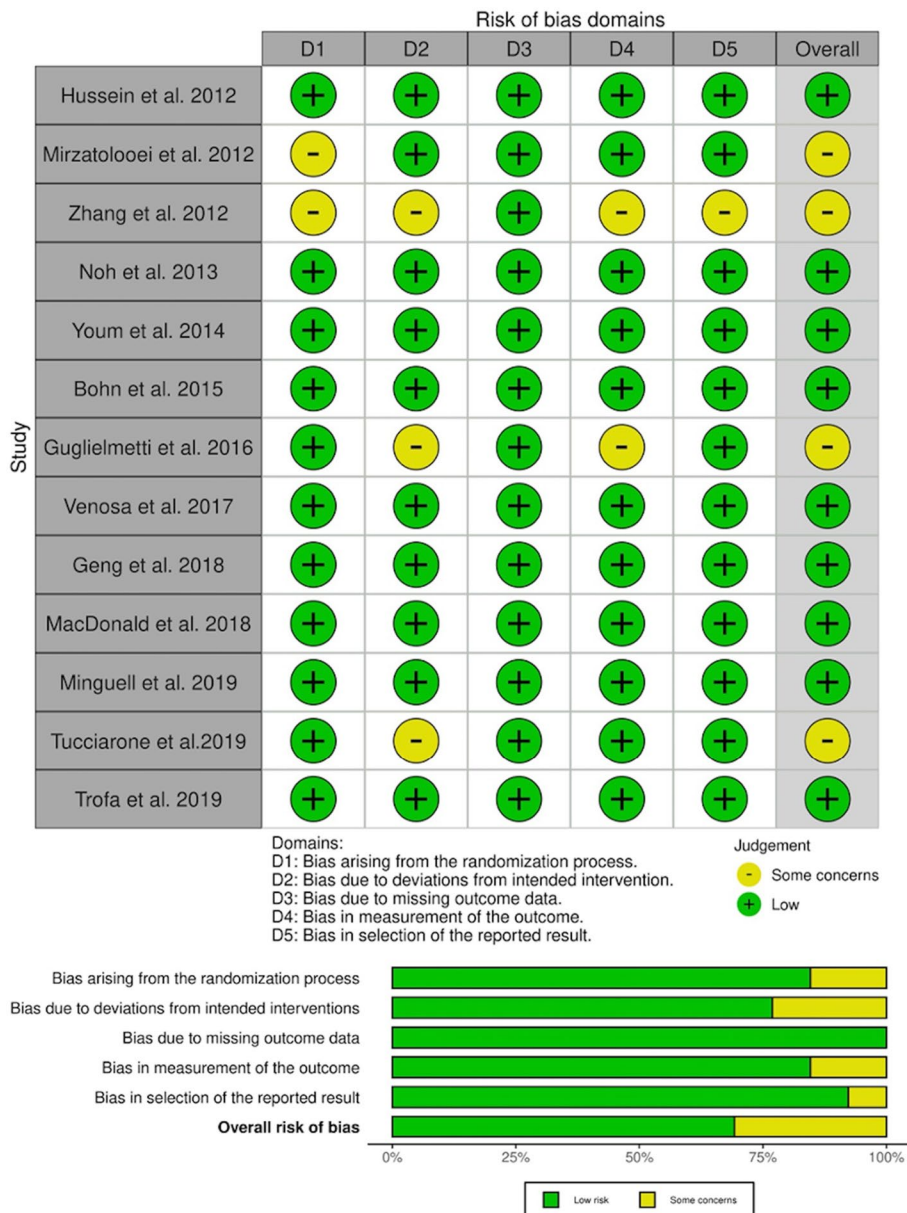 Risk of bias domains
D1 D2 D3 D4 D5 Overall
Study
Hussein et al. 2012 + + + + + +
Mirzatolooei et al. 2012 - + + + + -
Zhang et al. 2012 - - + - - -
Noh et al. 2013 + + + + + +
Youm et al. 2014 + + + + + +
Bohn et al. 2015 + + + + + +
Guglielmetti et al. 2016 + - + - + -
Venosa et al. 2017 + + + + + +
Geng et al. 2018 + + + + + +
MacDonald et al. 2018 + + + + + +
Minguell et al. 2019 + + + + + +
Tucciarone et al.2019 + - + + + -
Trofa et al. 2019 + + + + + +
Domains:
D1: Bias arising from the randomization process.
D2: Bias due to deviations from intended intervention.
D3: Bias due to missing outcome data.
D4: Bias in measurement of the outcome.
D5: Bias in selection of the reported result.
Judgement
- Some concerns
+ Low
Bias arising from the randomization process
Bias due to deviations from intended interventions
Bias due to missing outcome data
Bias in measurement of the outcome
Bias in selection of the reported result
Overall risk of bias
0% 25% 50% 75% 100%
Low risk Some concerns